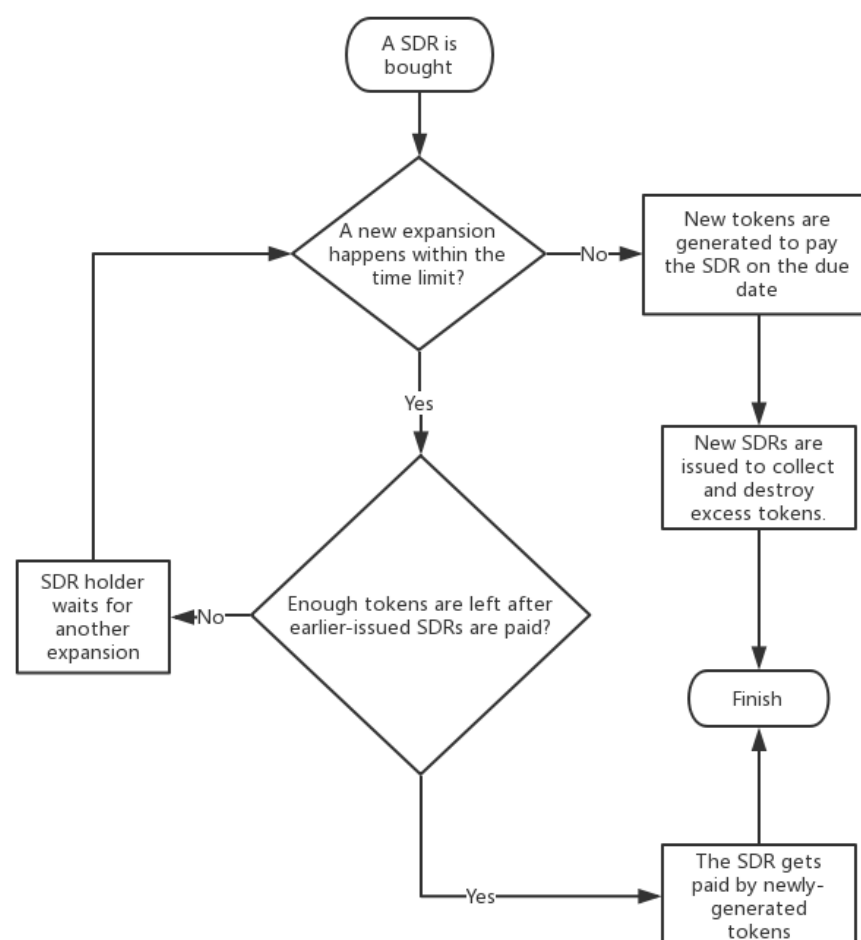 A SDR is
bought
A new expansion
happens within the
time limit?
No
New tokens are
generated to pay
the SDR on the due
date
Yes
New SDRs are
issued to collect
and destroy
excess tokens.
SDR holder
waits for
another
expansion
No
Enough tokens are left after
earlier-issued SDRs are paid?
Finish
Yes
The SDR gets
paid by newly-
generated
tokens